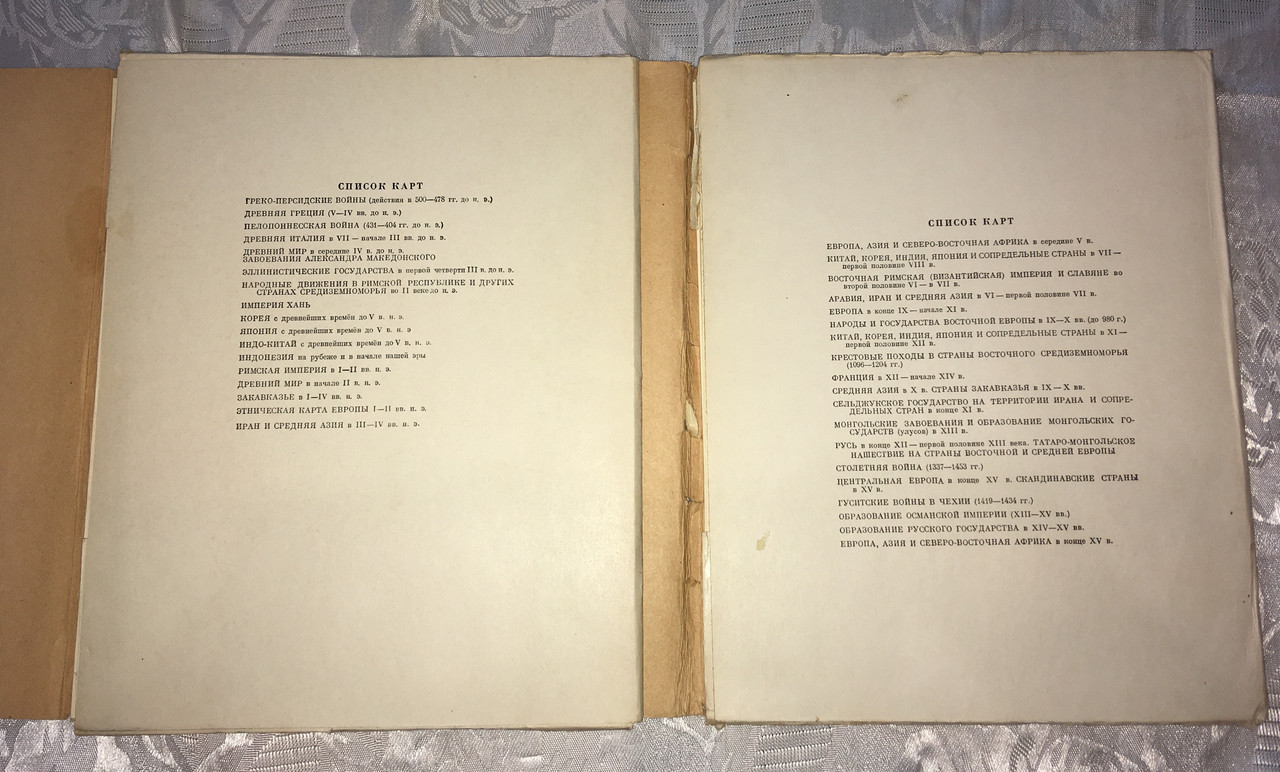 СПИСОК КАРТ
ГРЕКО-ПЕРСИДСКИЕ ВОЙНЫ (действия в 500—478 гг. до н. э.)
ДРЕВНЯЯ ГРЕЦИЯ (V—IV вв. до н. э.)
ПЕЛОПОННЕССКАЯ ВОЙНА (431—404 гг. до н. э.)
ДРЕВНЯЯ ИТАЛИЯ в VII — начале III вв. до н. э.
ДРЕВНИЙ МИР в середине IV в. до н. э.
ЗАВОЕВАНИЯ АЛЕКСАНДРА МАКЕДОНСКОГО
ЭЛЛИНИСТИЧЕСКИЕ ГОСУДАРСТВА в первой четверти III в. до н. э.
НАРОДНЫЕ ДВИЖЕНИЯ В РИМСКОЙ РЕСПУБЛИКЕ И ДРУГИХ
СТРАНАХ СРЕДИЗЕМНОМОРЬЯ во II веке до н. э.
ИМПЕРИЯ ХАНЬ
КОРЕЯ с древнейших времён до V в. н. э.
ЯПОНИЯ с древнейших времён до V в. н. э
ИНДО-КИТАЙ с древнейших времён до V в. н. э.
ИНДОНЕЗИЯ на рубеже и в начале нашей эры
РИМСКАЯ ИМПЕРИЯ в I—II вв. н. э.
ДРЕВНИЙ МИР в начале II в. н. э.
ЗАКАВКАЗЬЕ в I—IV вв. н. э.
ЭТНИЧЕСКАЯ КАРТА ЕВРОПЫ I—II вв. н. э.
ИРАН И СРЕДНЯЯ АЗИЯ в III—IV вв. н. э.
СПИСОК КАРТ
ЕВРОПА, АЗИЯ И СЕВЕРО-ВОСТОЧНАЯ АФРИКА в середине V в.
КИТАЙ, КОРЕЯ, ИНДИЯ, ЯПОНИЯ И СОПРЕДЕЛЬНЫЕ СТРАНЫ в VII —
первой половине VIII в.
ВОСТОЧНАЯ РИМСКАЯ (ВИЗАНТИЙСКАЯ) ИМПЕРИЯ И СЛАВЯНЕ во
второй половине VI — в VII в.
АРАВИЯ, ИРАН И СРЕДНЯЯ АЗИЯ в VI — первой половине VII в.
ЕВРОПА в конце IX — начале XI в.
НАРОДЫ И ГОСУДАРСТВА ВОСТОЧНОЙ ЕВРОПЫ в IX—X вв. (до 980 г.)
КИТАЙ, КОРЕЯ, ИНДИЯ, ЯПОНИЯ И СОПРЕДЕЛЬНЫЕ СТРАНЫ в XI —
первой половине XII в.
КРЕСТОВЫЕ ПОХОДЫ В СТРАНЫ ВОСТОЧНОГО СРЕДИЗЕМНОМОРЬЯ
(1096—1204 гг.)
ФРАНЦИЯ в XII — начале XIV в.
СРЕДНЯЯ АЗИЯ в X в. СТРАНЫ ЗАКАВКАЗЬЯ в IX — X вв.
СЕЛЬДЖУКСКОЕ ГОСУДАРСТВО НА ТЕРРИТОРИИ ИРАНА И СОПРЕ-
ДЕЛЬНЫХ СТРАН в конце XI в.
МОНГОЛЬСКИЕ ЗАВОЕВАНИЯ И ОБРАЗОВАНИЕ МОНГОЛЬСКИХ ГО-
СУДАРСТВ (улусов) в XIII в.
РУСЬ в конце XII — первой половине XIII века. ТАТАРО-МОНГОЛЬСКОЕ
НАШЕСТВИЕ НА СТРАНЫ ВОСТОЧНОЙ И СРЕДНЕЙ ЕВРОПЫ
СТОЛЕТНЯЯ ВОЙНА (1337—1453 гг.)
ЦЕНТРАЛЬНАЯ ЕВРОПА в конце XV в. СКАНДИНАВСКИЕ СТРАНЫ
в XV в.
ГУСИТСКИЕ ВОЙНЫ В ЧЕХИИ (1419—1434 гг.)
ОБРАЗОВАНИЕ ОСМАНСКОЙ ИМПЕРИИ (XIII—XV вв.)
ОБРАЗОВАНИЕ РУССКОГО ГОСУДАРСТВА в XIV—XV вв.
ЕВРОПА, АЗИЯ И СЕВЕРО-ВОСТОЧНАЯ АФРИКА в конце XV в.